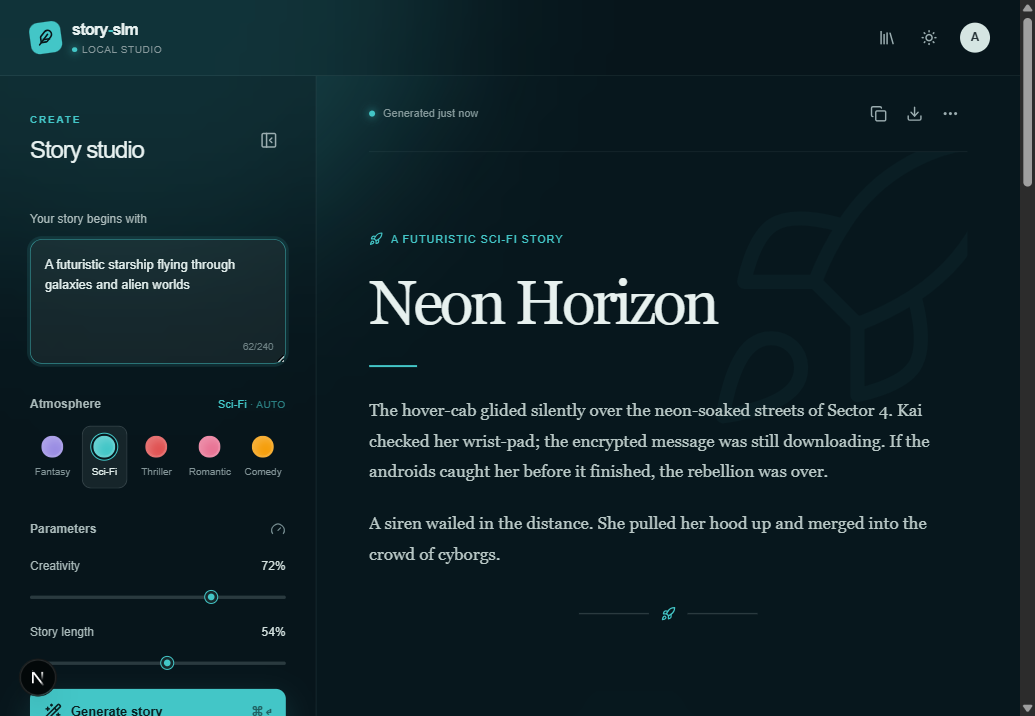 story-sim
LOCAL STUDIO
A
CREATE
Story studio
Your story begins with
A futuristic starship flying through
galaxies and alien worlds
62/240
Atmosphere
Sci-Fi · AUTO
Fantasy
Sci-Fi
Thriller
Romantic
Comedy
Parameters
Creativity
72%
Story length
54%
N
Generate story
⌘ ↵
Generated just now
A FUTURISTIC SCI-FI STORY
Neon Horizon
The hover-cab glided silently over the neon-soaked streets of Sector 4. Kai
checked her wrist-pad; the encrypted message was still downloading. If the
androids caught her before it finished, the rebellion was over.
A siren wailed in the distance. She pulled her hood up and merged into the
crowd of cyborgs.